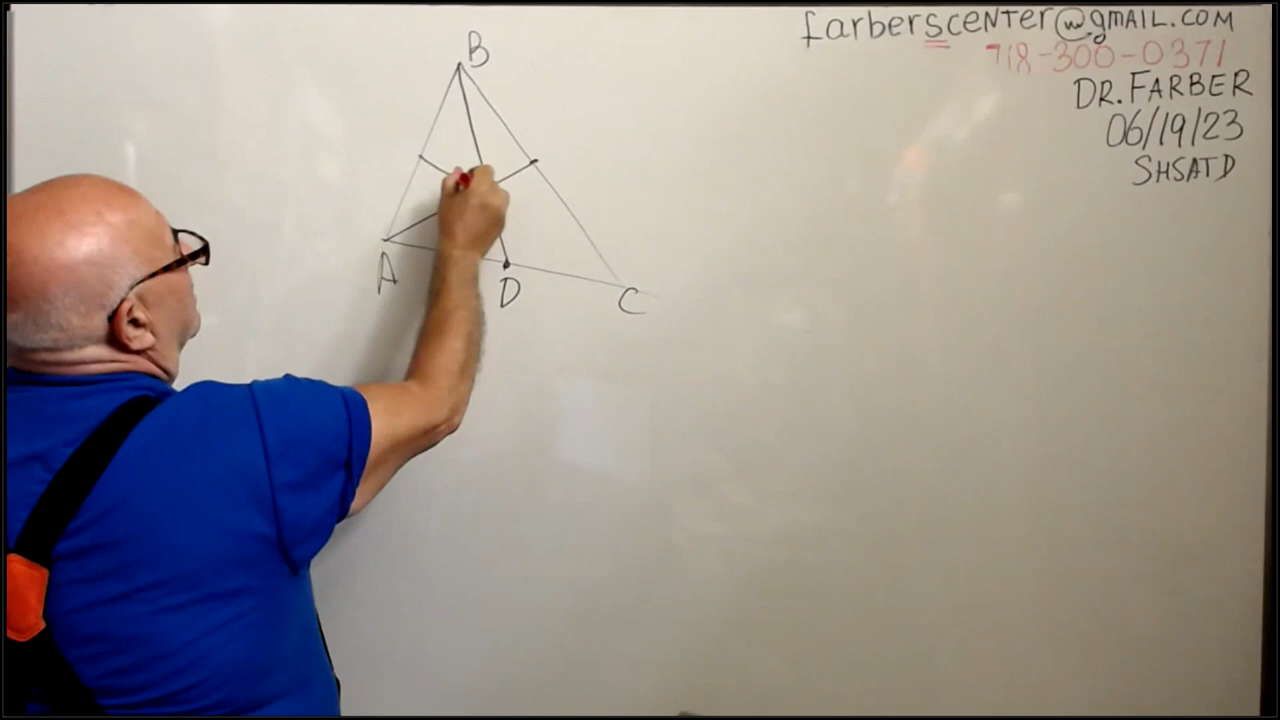 farberscenter@gmail.com
718-300-0371
DR. FARBER
06/19/23
SHSATD
B
A
D
C